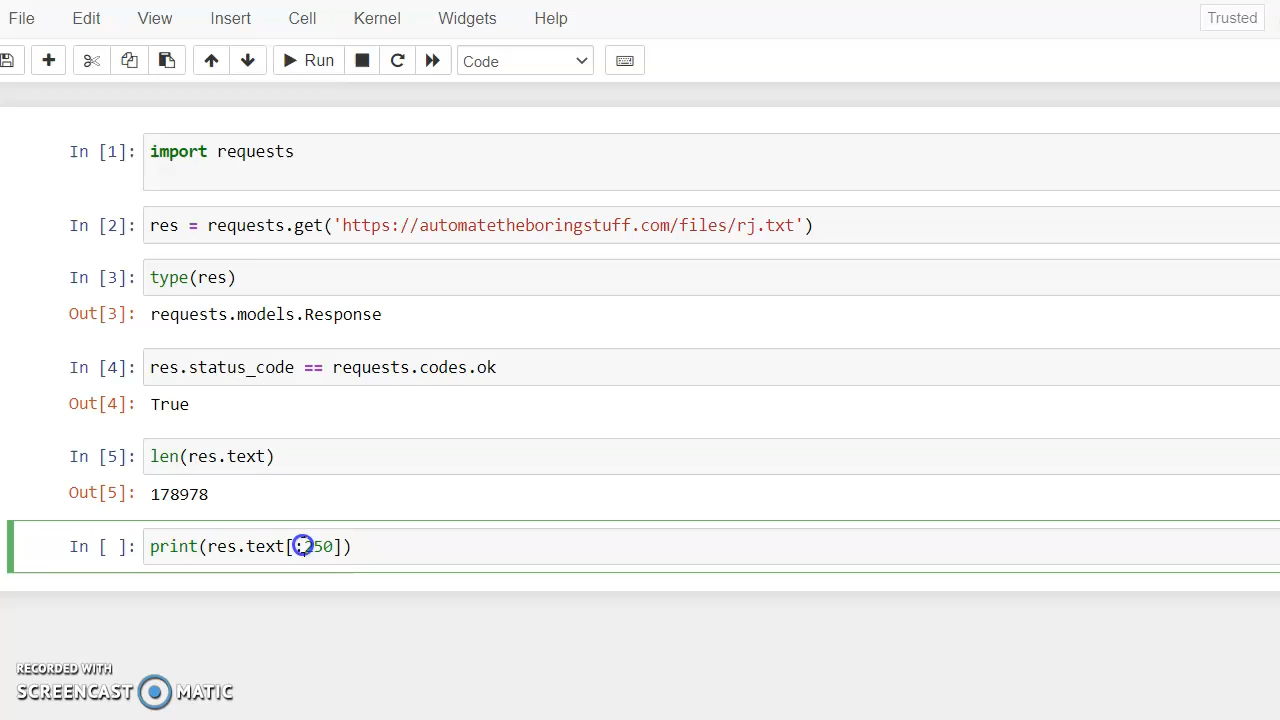 File Edit View Insert Cell Kernel Widgets Help Trusted
Run Code
In [1]: import requests
In [2]: res = requests.get('https://automatetheboringstuff.com/files/rj.txt')
In [3]: type(res)
Out[3]: requests.models.Response
In [4]: res.status_code == requests.codes.ok
Out[4]: True
In [5]: len(res.text)
Out[5]: 178978
In [ ]: print(res.text[:250])
RECORDED WITH
SCREENCAST MATIC